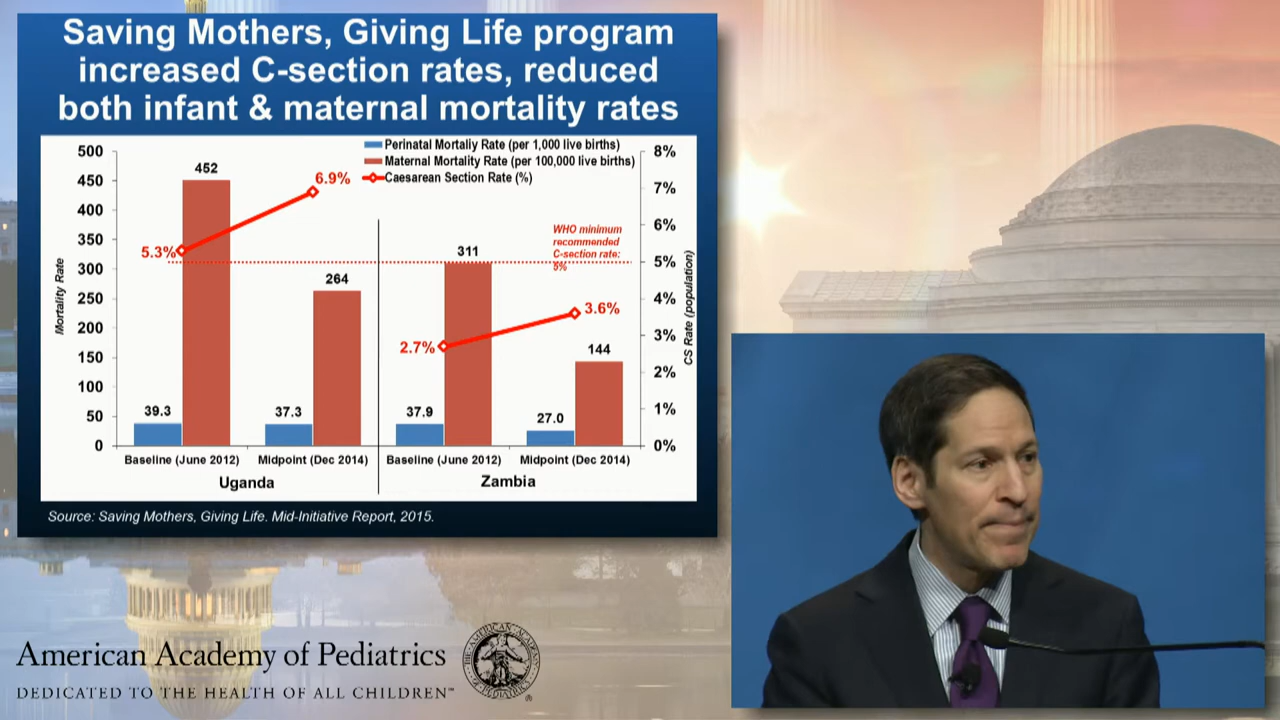 Saving Mothers, Giving Life program
increased C-section rates, reduced
both infant & maternal mortality rates
Perinatal Mortaliy Rate (per 1,000 live births)
Maternal Mortality Rate (per 100,000 live births)
Caesarean Section Rate (%)
500
450
400
350
300
250
200
150
100
50
0
Mortality Rate
8%
7%
6%
5%
4%
3%
2%
1%
0%
CS Rate (population)
452
6.9%
5.3%
264
39.3
37.3
WHO minimum
recommended
C-section rate:
5%
311
3.6%
2.7%
144
37.9
27.0
Baseline (June 2012)
Midpoint (Dec 2014)
Baseline (June 2012)
Midpoint (Dec 2014)
Uganda
Zambia
Source: Saving Mothers, Giving Life. Mid-Initiative Report, 2015.
American Academy of Pediatrics
DEDICATED TO THE HEALTH OF ALL CHILDREN™